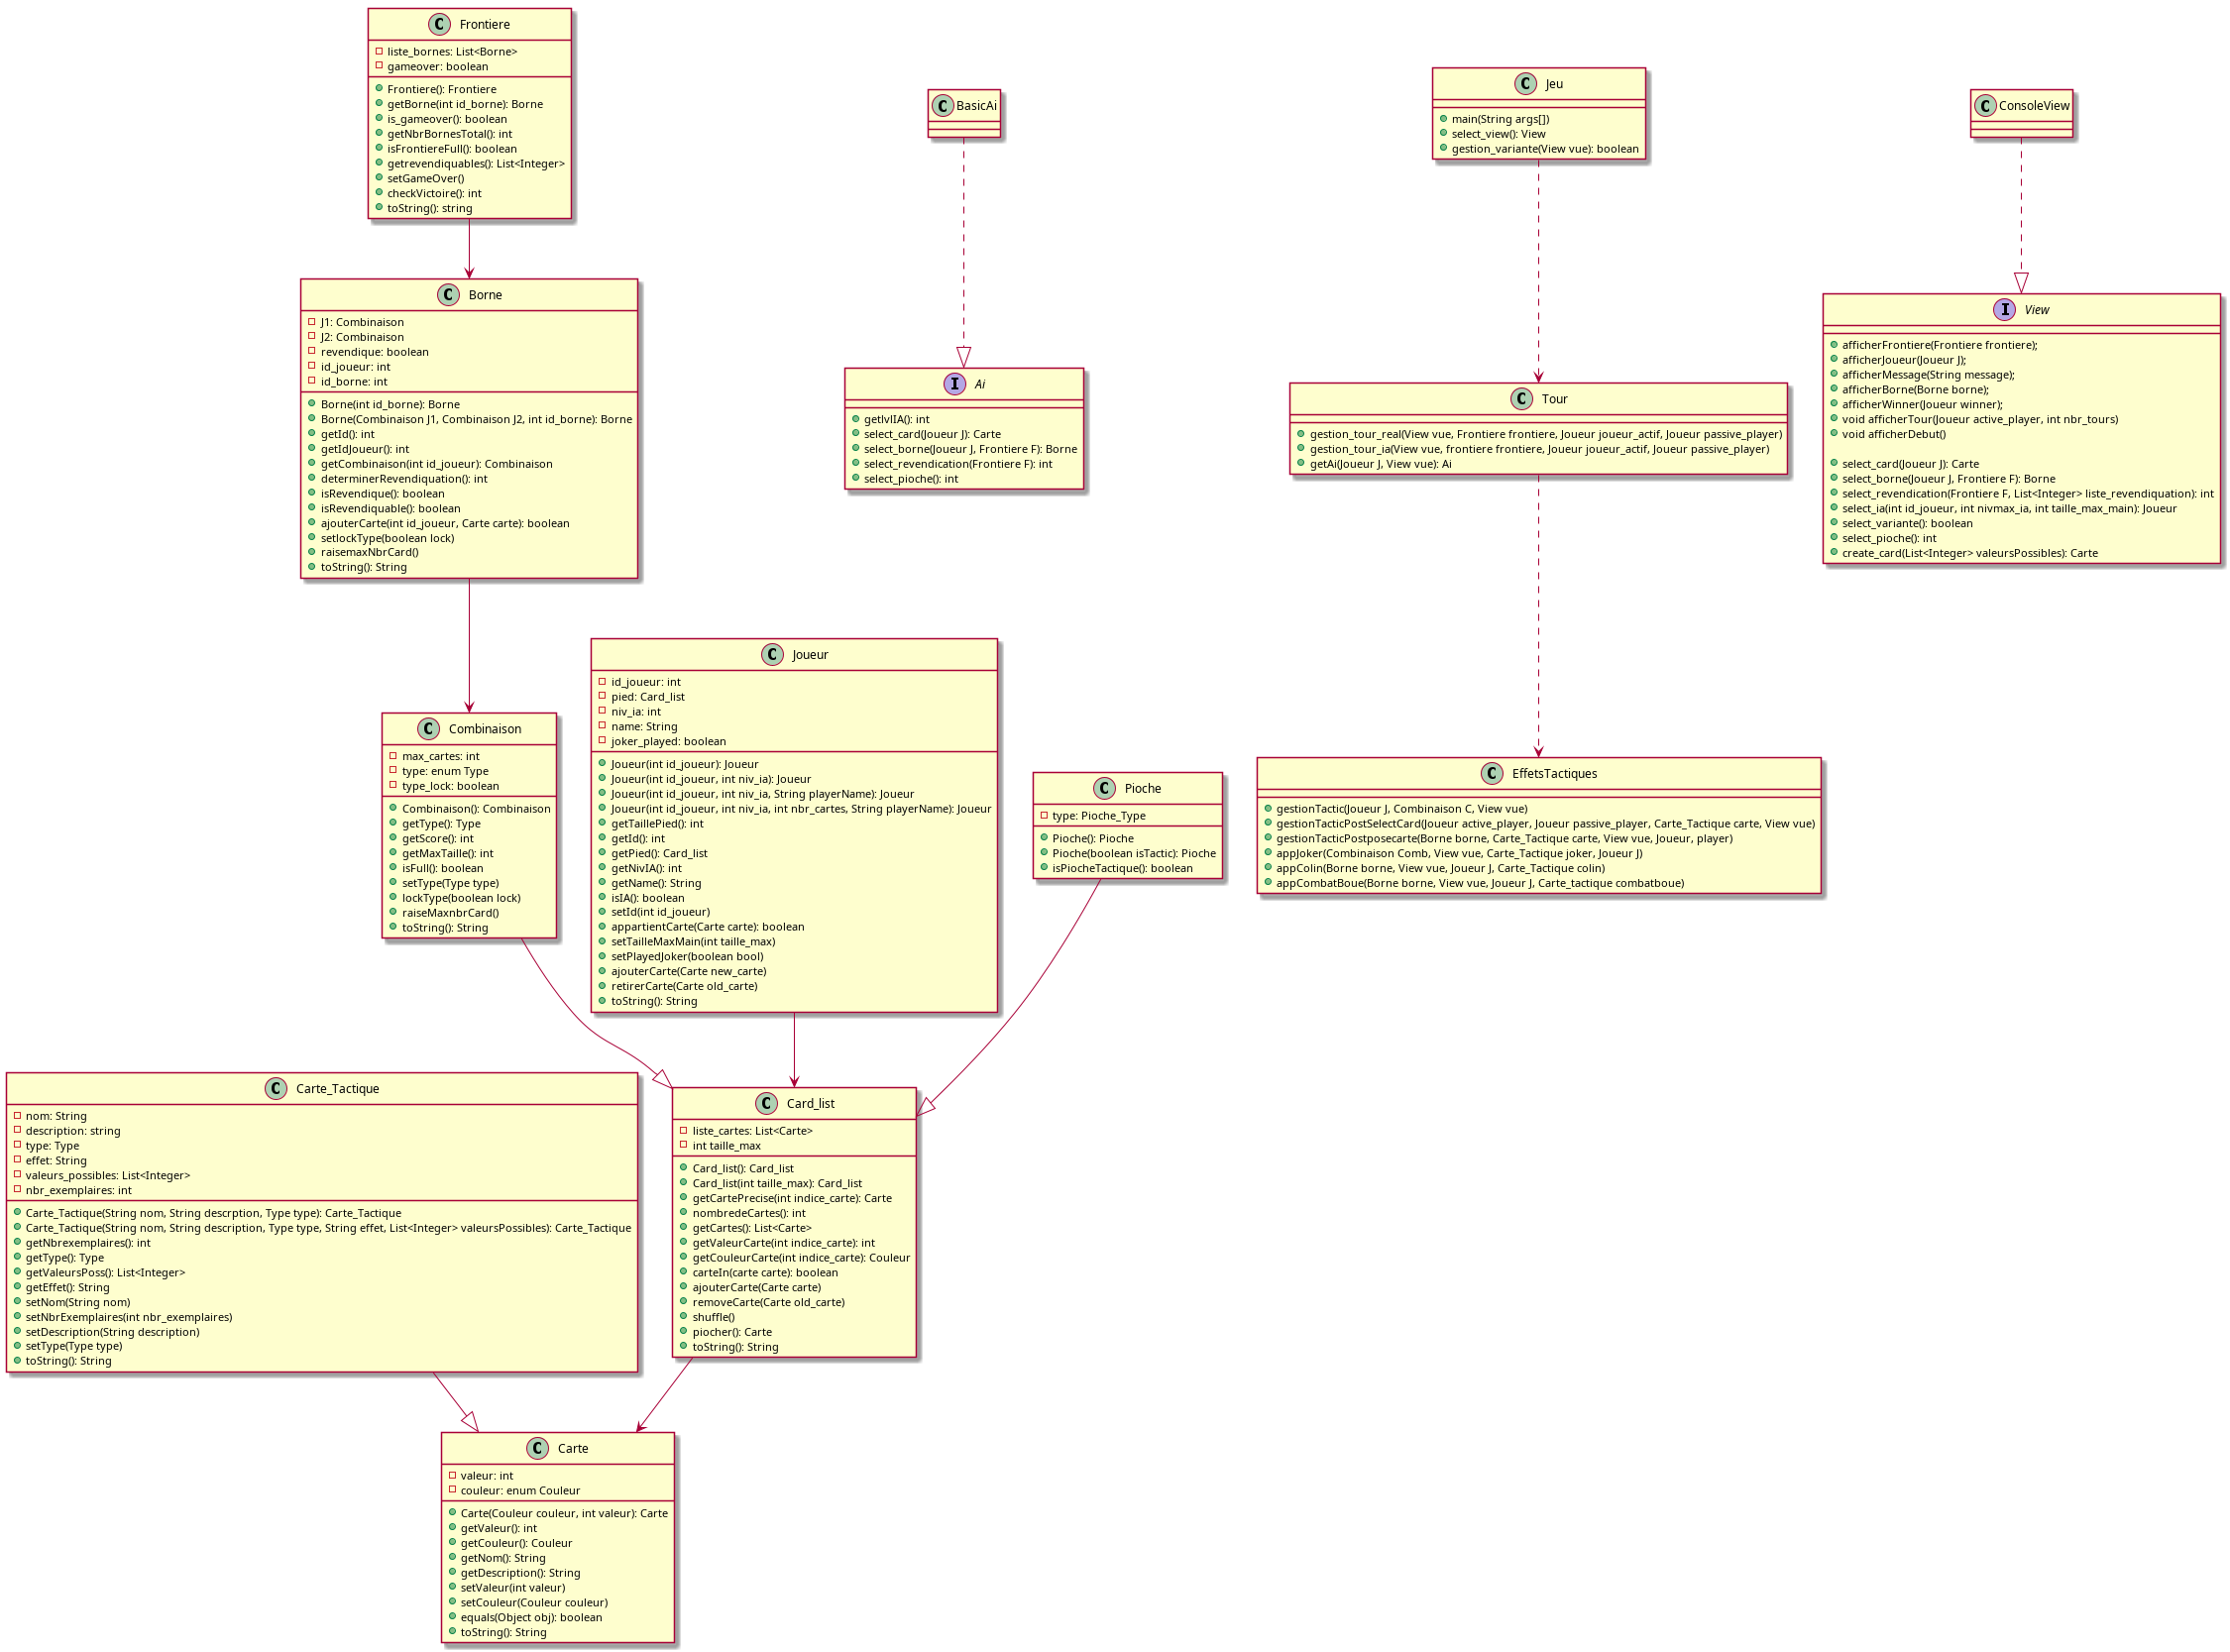 Frontiere
liste_bornes: List<Borne>
gameover: boolean
Frontiere(): Frontiere
getBorne(int id_borne): Borne
is_gameover(): boolean
getNbrBornesTotal(): int
isFrontiereFull(): boolean
getrevendiquables(): List<Integer>
setGameOver()
checkVictoire(): int
toString(): string
BasicAi
Jeu
main(String args[])
select_view(): View
gestion_variante(View vue): boolean
ConsoleView
Borne
J1: Combinaison
J2: Combinaison
revendique: boolean
id_joueur: int
id_borne: int
Borne(int id_borne): Borne
Borne(Combinaison J1, Combinaison J2, int id_borne): Borne
getId(): int
getIdJoueur(): int
getCombinaison(int id_joueur): Combinaison
determinerRevendiquation(): int
isRevendique(): boolean
isRevendiquable(): boolean
ajouterCarte(int id_joueur, Carte carte): boolean
setlockType(boolean lock)
raisemaxNbrCard()
toString(): String
Ai
getlvlIA(): int
select_card(Joueur J): Carte
select_borne(Joueur J, Frontiere F): Borne
select_revendication(Frontiere F): int
select_pioche(): int
Tour
gestion_tour_real(View vue, Frontiere frontiere, Joueur joueur_actif, Joueur passive_player)
gestion_tour_ia(View vue, frontiere frontiere, Joueur joueur_actif, Joueur passive_player)
getAi(Joueur J, View vue): Ai
View
afficherFrontiere(Frontiere frontiere);
afficherJoueur(Joueur J);
afficherMessage(String message);
afficherBorne(Borne borne);
afficherWinner(Joueur winner);
void afficherTour(Joueur active_player, int nbr_tours)
void afficherDebut()
select_card(Joueur J): Carte
select_borne(Joueur J, Frontiere F): Borne
select_revendication(Frontiere F, List<Integer> liste_revendiquation): int
select_ia(int id_joueur, int nivmax_ia, int taille_max_main): Joueur
select_variante(): boolean
select_pioche(): int
create_card(List<Integer> valeursPossibles): Carte
Combinaison
max_cartes: int
type: enum Type
type_lock: boolean
Combinaison(): Combinaison
getType(): Type
getScore(): int
getMaxTaille(): int
isFull(): boolean
setType(Type type)
lockType(boolean lock)
raiseMaxnbrCard()
toString(): String
Joueur
id_joueur: int
pied: Card_list
niv_ia: int
name: String
joker_played: boolean
Joueur(int id_joueur): Joueur
Joueur(int id_joueur, int niv_ia): Joueur
Joueur(int id_joueur, int niv_ia, String playerName): Joueur
Joueur(int id_joueur, int niv_ia, int nbr_cartes, String playerName): Joueur
getTaillePied(): int
getId(): int
getPied(): Card_list
getNivIA(): int
getName(): String
isIA(): boolean
setId(int id_joueur)
appartientCarte(Carte carte): boolean
setTailleMaxMain(int taille_max)
setPlayedJoker(boolean bool)
ajouterCarte(Carte new_carte)
retirerCarte(Carte old_carte)
toString(): String
Pioche
type: Pioche_Type
Pioche(): Pioche
Pioche(boolean isTactic): Pioche
isPiocheTactique(): boolean
EffetsTactiques
gestionTactic(Joueur J, Combinaison C, View vue)
gestionTacticPostSelectCard(Joueur active_player, Joueur passive_player, Carte_Tactique carte, View vue)
gestionTacticPostposecarte(Borne borne, Carte_Tactique carte, View vue, Joueur, player)
appJoker(Combinaison Comb, View vue, Carte_Tactique joker, Joueur J)
appColin(Borne borne, View vue, Joueur J, Carte_Tactique colin)
appCombatBoue(Borne borne, View vue, Joueur J, Carte_tactique combatboue)
Carte_Tactique
nom: String
description: string
type: Type
effet: String
valeurs_possibles: List<Integer>
nbr_exemplaires: int
Carte_Tactique(String nom, String descrption, Type type): Carte_Tactique
Carte_Tactique(String nom, String description, Type type, String effet, List<Integer> valeursPossibles): Carte_Tactique
getNbrexemplaires(): int
getType(): Type
getValeursPoss(): List<Integer>
getEffet(): String
setNom(String nom)
setNbrExemplaires(int nbr_exemplaires)
setDescription(String description)
setType(Type type)
toString(): String
Card_list
liste_cartes: List<Carte>
int taille_max
Card_list(): Card_list
Card_list(int taille_max): Card_list
getCartePrecise(int indice_carte): Carte
nombredeCartes(): int
getCartes(): List<Carte>
getValeurCarte(int indice_carte): int
getCouleurCarte(int indice_carte): Couleur
carteIn(carte carte): boolean
ajouterCarte(Carte carte)
removeCarte(Carte old_carte)
shuffle()
piocher(): Carte
toString(): String
Carte
valeur: int
couleur: enum Couleur
Carte(Couleur couleur, int valeur): Carte
getValeur(): int
getCouleur(): Couleur
getNom(): String
getDescription(): String
setValeur(int valeur)
setCouleur(Couleur couleur)
equals(Object obj): boolean
toString(): String